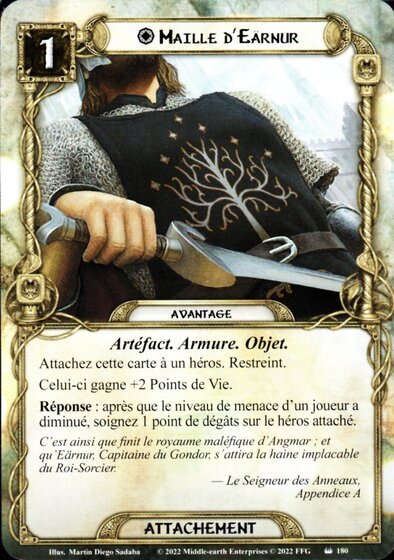 1
Maille d'Eärnur
Avantage
Artéfact. Armure. Objet.
Attachez cette carte à un héros. Restreint.
Celui-ci gagne +2 Points de Vie.
Réponse : après que le niveau de menace d'un joueur a
diminué, soignez 1 point de dégâts sur le héros attaché.
C'est ainsi que finit le royaume maléfique d'Angmar ; et
qu'Eärnur, Capitaine du Gondor, s'attira la haine implacable
du Roi-Sorcier.
— Le Seigneur des Anneaux,
Appendice A
Attachement
Illus. Martin Diego Sadaba © 2022 Middle-earth Enterprises © 2022 FFG 180